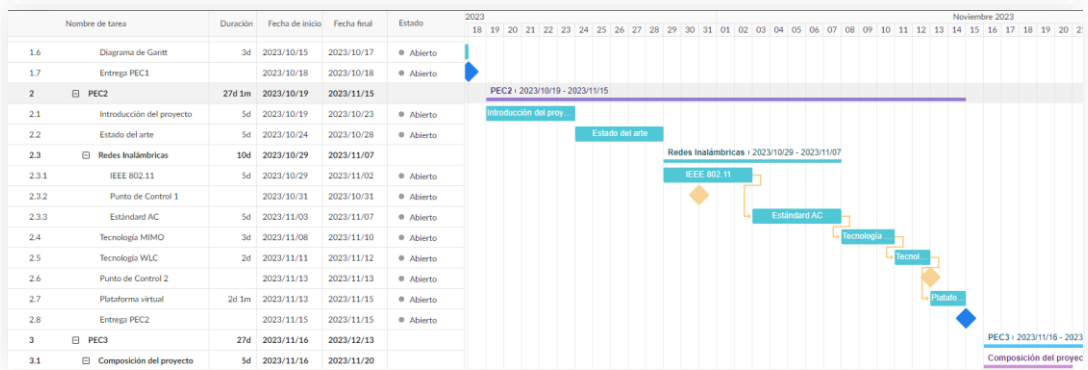 Nombre de tarea Duración Fecha de inicio Fecha final Estado 2023 Noviembre 2023
18 19 20 21 22 23 24 25 26 27 28 29 30 31 01 02 03 04 05 06 07 08 09 10 11 12 13 14 15 16 17 18 19 20
1.6 Diagrama de Gantt 3d 2023/10/15 2023/10/17 Abierto
1.7 Entrega PEC1 2023/10/18 2023/10/18 Abierto
2 PEC2 27d 1m 2023/10/19 2023/11/15 PEC2 : 2023/10/19 - 2023/11/15
2.1 Introducción del proyecto 5d 2023/10/19 2023/10/23 Abierto Introducción del proy...
2.2 Estado del arte 5d 2023/10/24 2023/10/28 Abierto Estado del arte
2.3 Redes Inalámbricas 10d 2023/10/29 2023/11/07 Redes Inalámbricas : 2023/10/29 - 2023/11/07
2.3.1 IEEE 802.11 5d 2023/10/29 2023/11/02 Abierto IEEE 802.11
2.3.2 Punto de Control 1 2023/10/31 2023/10/31 Abierto
2.3.3 Estándard AC 5d 2023/11/03 2023/11/07 Abierto Estándard AC
2.4 Tecnología MIMO 3d 2023/11/08 2023/11/10 Abierto Tecnología ...
2.5 Tecnología WLC 2d 2023/11/11 2023/11/12 Abierto Tecnol...
2.6 Punto de Control 2 2023/11/13 2023/11/13 Abierto
2.7 Plataforma virtual 2d 1m 2023/11/13 2023/11/15 Abierto Platafo...
2.8 Entrega PEC2 2023/11/15 2023/11/15 Abierto
3 PEC3 27d 2023/11/16 2023/12/13 PEC3 : 2023/11/16 - 2023
3.1 Composición del proyecto 5d 2023/11/16 2023/11/20 Composición del proyec